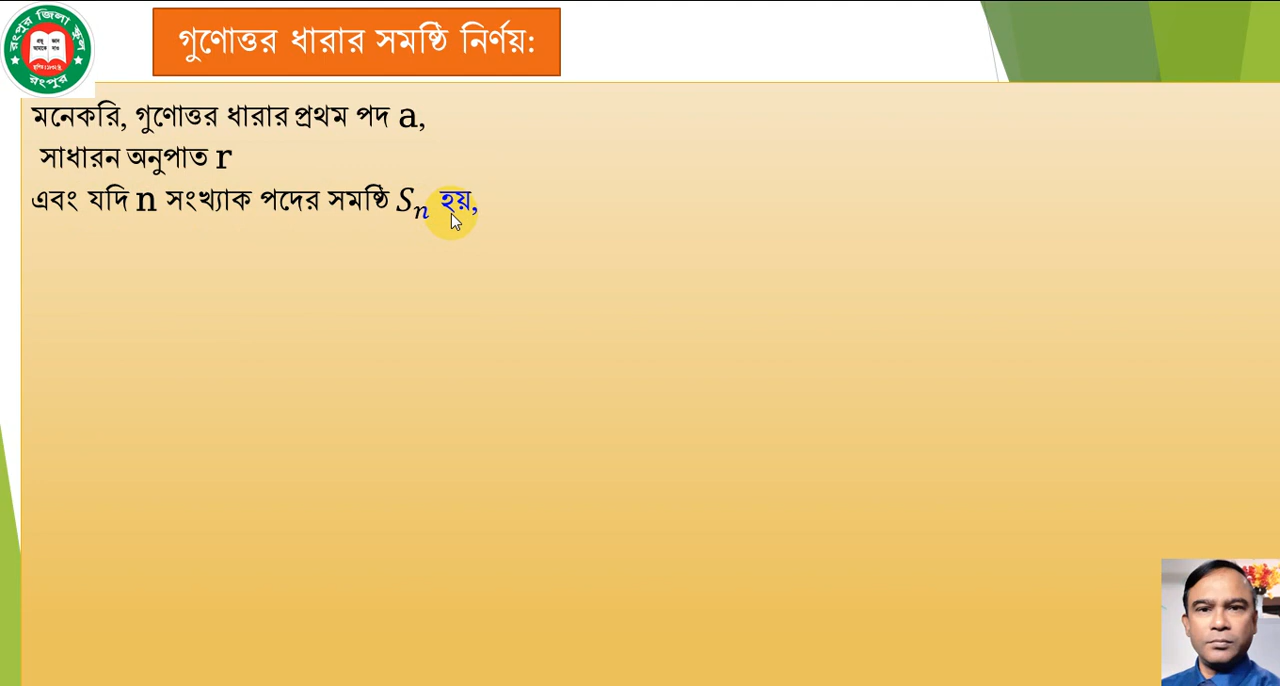 রংপুর জিলা স্কুল
রংপুর
গুণোত্তর ধারার সমষ্ঠি নির্ণয়:
মনেকরি, গুণোত্তর ধারার প্রথম পদ a,
সাধারন অনুপাত r
এবং যদি n সংখ্যাক পদের সমষ্ঠি Sₙ হয়,